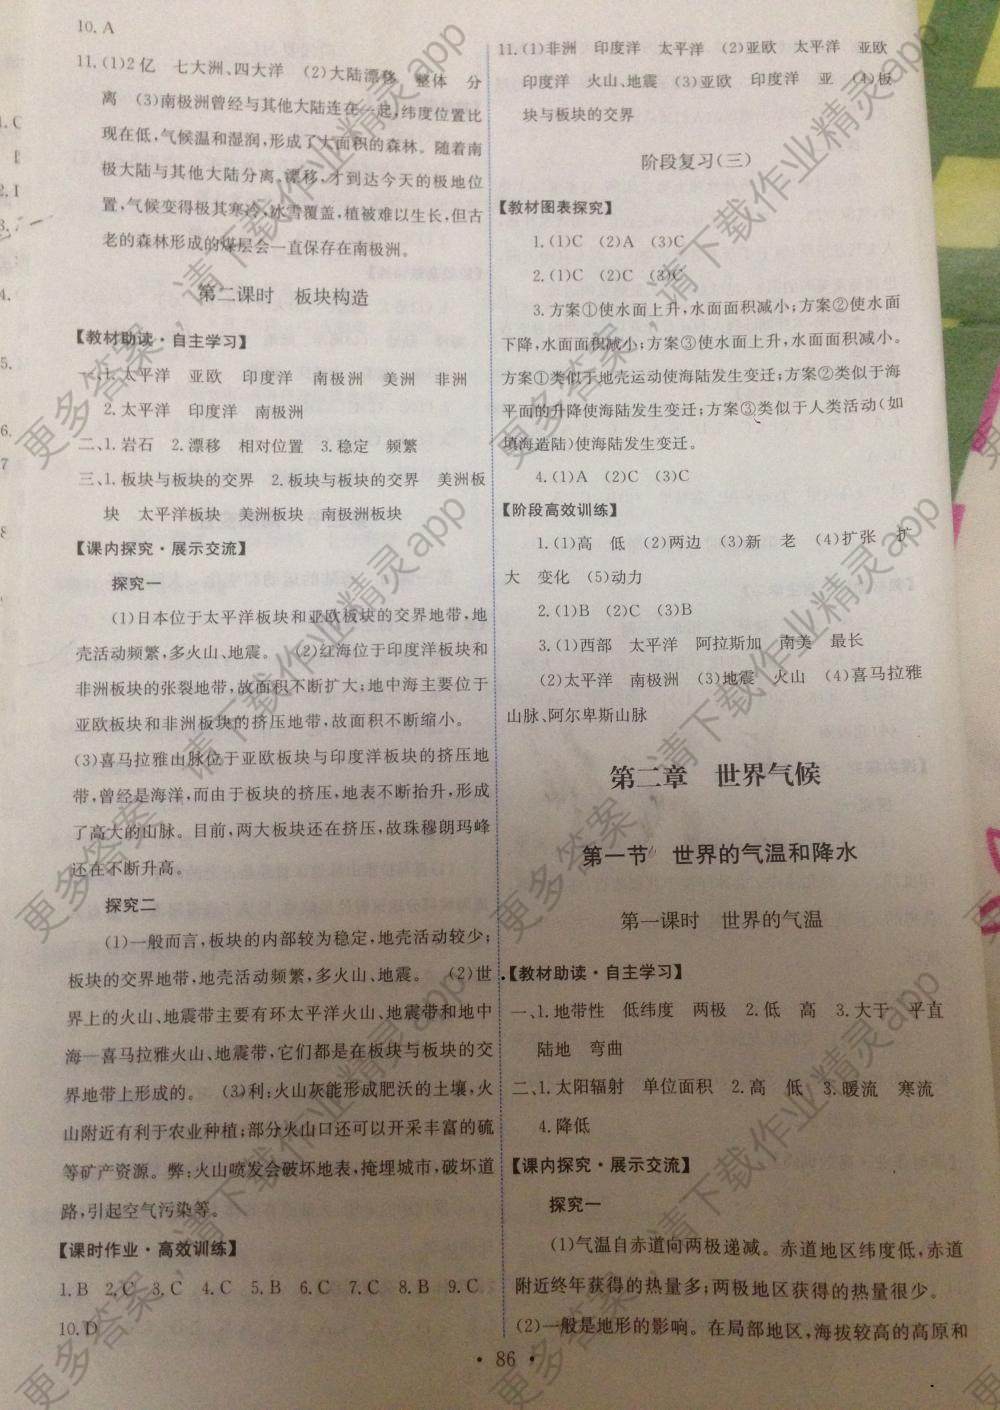 10. A
11. (1)2亿　七大洲、四大洋　(2)大陆漂移　整体　分
离　(3)南极洲曾经与其他大陆连在一起,纬度位置比
现在低,气候温和湿润,形成了大面积的森林。随着南
极大陆与其他大陆分离、漂移,才到达今天的极地位
置,气候变得极其寒冷,冰雪覆盖,植被难以生长,但古
老的森林形成的煤层会一直保存在南极洲。
第二课时　板块构造
【教材助读·自主学习】
一、1.太平洋　亚欧　印度洋　南极洲　美洲　非洲
2.太平洋　印度洋　南极洲
二、1.岩石　2.漂移　相对位置　3.稳定　频繁
三、1.板块与板块的交界　2.板块与板块的交界　美洲板
块　太平洋板块　美洲板块　南极洲板块
【课内探究·展示交流】
探究一
(1)日本位于太平洋板块和亚欧板块的交界地带,地
壳活动频繁,多火山、地震。　(2)红海位于印度洋板块和
非洲板块的张裂地带,故面积不断扩大;地中海主要位于
亚欧板块和非洲板块的挤压地带,故面积不断缩小。
(3)喜马拉雅山脉位于亚欧板块与印度洋板块的挤压地
带,曾经是海洋,而由于板块的挤压,地表不断抬升,形成
了高大的山脉。目前,两大板块还在挤压,故珠穆朗玛峰
还在不断升高。
探究二
(1)一般而言,板块的内部较为稳定,地壳活动较少;
板块的交界地带,地壳活动频繁,多火山、地震。　(2)世
界上的火山、地震带主要有环太平洋火山、地震带和地中
海—喜马拉雅火山、地震带,它们都是在板块与板块的交
界地带上形成的。　(3)利:火山灰能形成肥沃的土壤,火
山附近有利于农业种植;部分火山口还可以开采丰富的硫
等矿产资源。弊:火山喷发会破坏地表,掩埋城市,破坏道
路,引起空气污染等。
【课时作业·高效训练】
1. B　2. C　3. C　4. C　5. B　6. C　7. C　8. B　9. C
10. D
11. (1)非洲　印度洋　太平洋　(2)亚欧　太平洋　亚欧
印度洋　火山、地震　(3)亚欧　印度洋　亚　(4)板
块与板块的交界
阶段复习(三)
【教材图表探究】
1. (1)C　(2)A　(3)C
2. (1)C　(2)C　(3)C
3.方案①使水面上升,水面面积减小;方案②使水面
下降,水面面积减小;方案③使水面上升,水面面积减小。
方案①类似于地壳运动使海陆发生变迁;方案②类似于海
平面的升降使海陆发生变迁;方案③类似于人类活动(如
填海造陆)使海陆发生变迁。
4. (1)A　(2)C　(3)C
【阶段高效训练】
1. (1)高　低　(2)两边　(3)新　老　(4)扩张　扩
大　变化　(5)动力
2. (1)B　(2)C　(3)B
3. (1)西部　太平洋　阿拉斯加　南美　最长
(2)太平洋　南极洲　(3)地震　火山　(4)喜马拉雅
山脉、阿尔卑斯山脉
第二章　世界气候
第一节　世界的气温和降水
第一课时　世界的气温
【教材助读·自主学习】
一、1.地带性　低纬度　两极　2.低　高　3.大于　平直
陆地　弯曲
二、1.太阳辐射　单位面积　2.高　低　3.暖流　寒流
4.降低
【课内探究·展示交流】
探究一
(1)气温自赤道向两极递减。赤道地区纬度低,赤道
附近终年获得的热量多;两极地区获得的热量很少。
(2)一般是地形的影响。在局部地区,海拔较高的高原和
• 86 •
更多答案,请下载作业精灵app